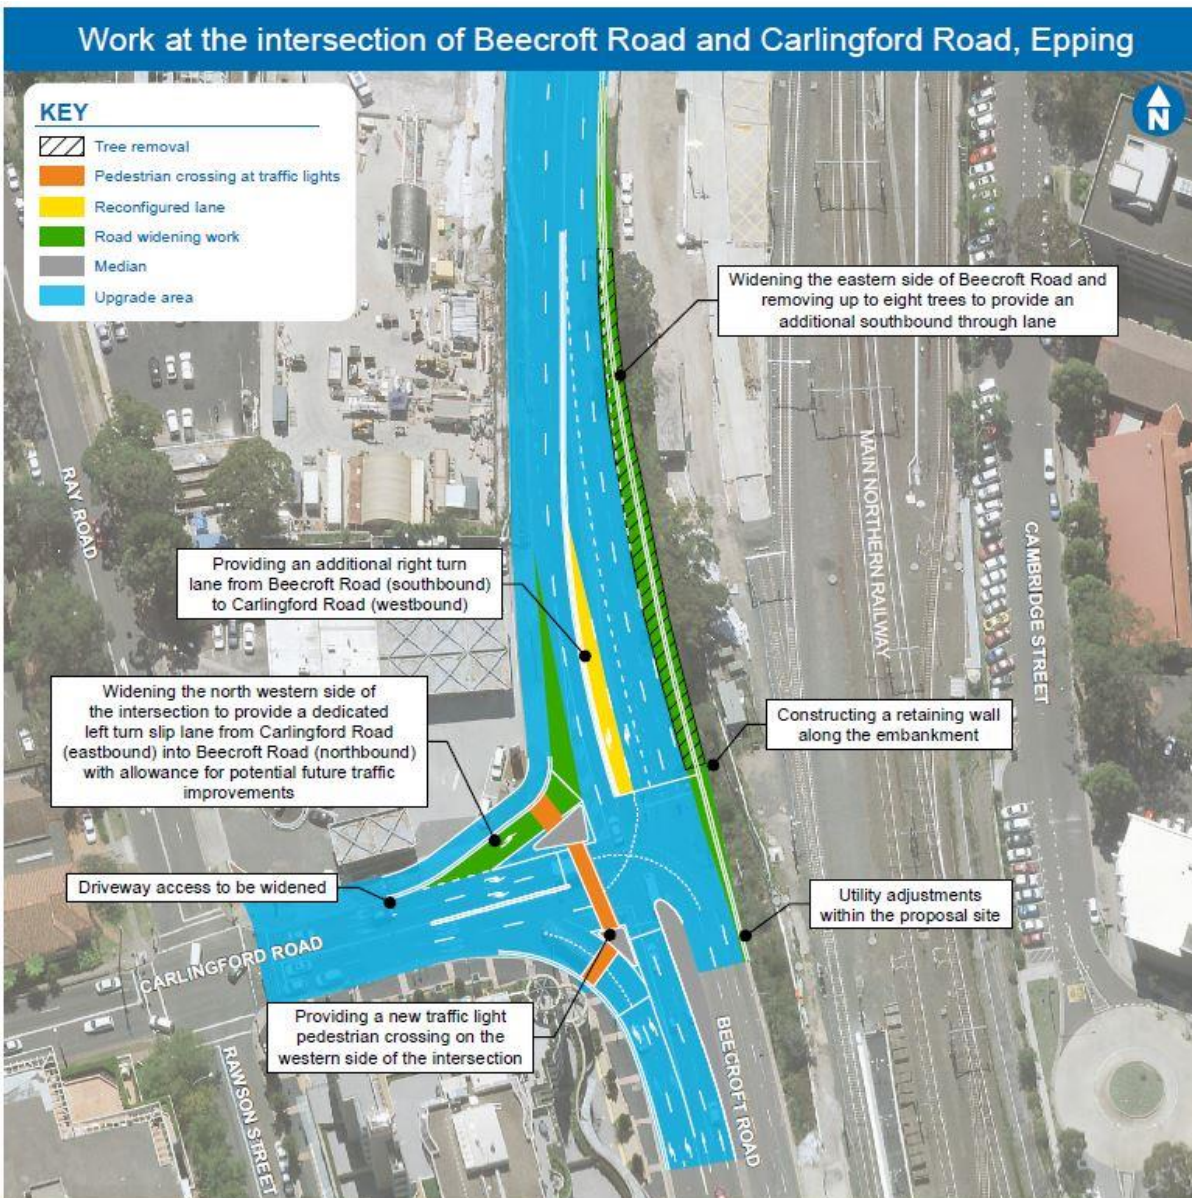 Work at the intersection of Beecroft Road and Carlingford Road, Epping
KEY
Tree removal
Pedestrian crossing at traffic lights
Reconfigured lane
Road widening work
Median
Upgrade area
N
Widening the eastern side of Beecroft Road and
removing up to eight trees to provide an
additional southbound through lane
RAY ROAD
MAIN NORTHERN RAILWAY
CAMBRIDGE STREET
Providing an additional right turn
lane from Beecroft Road (southbound)
to Carlingford Road (westbound)
Widening the north western side of
the intersection to provide a dedicated
left turn slip lane from Carlingford Road
(eastbound) into Beecroft Road (northbound)
with allowance for potential future traffic
improvements
Constructing a retaining wall
along the embankment
Driveway access to be widened
Utility adjustments
within the proposal site
CARLINGFORD ROAD
Providing a new traffic light
pedestrian crossing on the
western side of the intersection
BEECROFT ROAD
RAWSON STREET